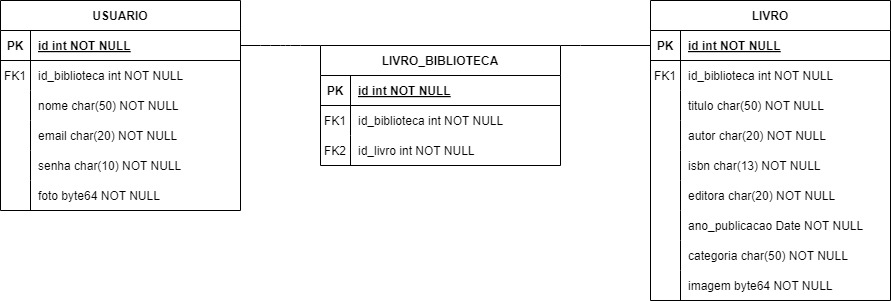 USUARIO
PK id int NOT NULL
FK1 id_biblioteca int NOT NULL
nome char(50) NOT NULL
email char(20) NOT NULL
senha char(10) NOT NULL
foto byte64 NOT NULL
LIVRO_BIBLIOTECA
PK id int NOT NULL
FK1 id_biblioteca int NOT NULL
FK2 id_livro int NOT NULL
LIVRO
PK id int NOT NULL
FK1 id_biblioteca int NOT NULL
titulo char(50) NOT NULL
autor char(20) NOT NULL
isbn char(13) NOT NULL
editora char(20) NOT NULL
ano_publicacao Date NOT NULL
categoria char(50) NOT NULL
imagem byte64 NOT NULL